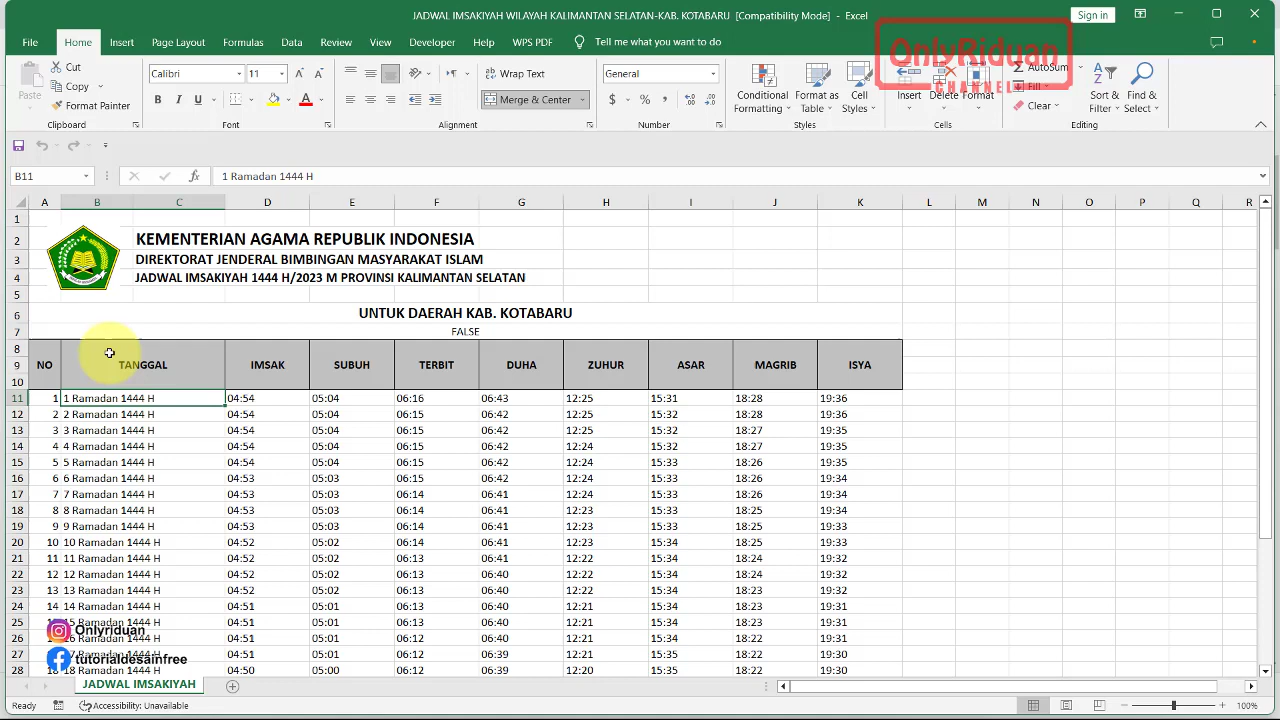 JADWAL IMSAKIYAH WILAYAH KALIMANTAN SELATAN-KAB. KOTABARU [Compatibility Mode] - Excel
Sign in
File Home Insert Page Layout Formulas Data Review View Developer Help WPS PDF Tell me what you want to do
OnlyRiduan
CHANNEL
Paste
Cut
Copy
Format Painter
Clipboard
Calibri 11
B I U
Font
Wrap Text
Merge & Center
Alignment
General
$ %
Number
Conditional Formatting
Format as Table
Cell Styles
Styles
Insert Delete Format
Cells
AutoSum
Fill
Clear
Sort & Filter
Find & Select
Editing
B11 fx 1 Ramadan 1444 H
A B C D E F G H I J K L M N O P Q R
1
2 KEMENTERIAN AGAMA REPUBLIK INDONESIA
3 DIREKTORAT JENDERAL BIMBINGAN MASYARAKAT ISLAM
4 JADWAL IMSAKIYAH 1444 H/2023 M PROVINSI KALIMANTAN SELATAN
5
6 UNTUK DAERAH KAB. KOTABARU
7 FALSE
8
9 NO TANGGAL IMSAK SUBUH TERBIT DUHA ZUHUR ASAR MAGRIB ISYA
10
11 1 1 Ramadan 1444 H 04:54 05:04 06:16 06:43 12:25 15:31 18:28 19:36
12 2 2 Ramadan 1444 H 04:54 05:04 06:15 06:42 12:25 15:32 18:28 19:36
13 3 3 Ramadan 1444 H 04:54 05:04 06:15 06:42 12:25 15:32 18:27 19:35
14 4 4 Ramadan 1444 H 04:54 05:04 06:15 06:42 12:24 15:32 18:27 19:35
15 5 5 Ramadan 1444 H 04:54 05:04 06:15 06:42 12:24 15:33 18:26 19:35
16 6 6 Ramadan 1444 H 04:53 05:03 06:15 06:42 12:24 15:33 18:26 19:34
17 7 7 Ramadan 1444 H 04:53 05:03 06:14 06:41 12:24 15:33 18:26 19:34
18 8 8 Ramadan 1444 H 04:53 05:03 06:14 06:41 12:23 15:33 18:25 19:34
19 9 9 Ramadan 1444 H 04:53 05:03 06:14 06:41 12:23 15:33 18:25 19:33
20 10 10 Ramadan 1444 H 04:52 05:02 06:14 06:41 12:23 15:33 18:25 19:33
21 11 11 Ramadan 1444 H 04:52 05:02 06:13 06:41 12:22 15:34 18:24 19:32
22 12 12 Ramadan 1444 H 04:52 05:02 06:13 06:40 12:22 15:34 18:24 19:32
23 13 13 Ramadan 1444 H 04:52 05:02 06:13 06:40 12:22 15:34 18:23 19:32
24 14 14 Ramadan 1444 H 04:51 05:01 06:13 06:40 12:21 15:34 18:23 19:31
25 Ramadan 1444 H 04:51 05:01 06:12 06:40 12:21 15:34 18:23 19:31
Onlyriduan
26 Ramadan 1444 H 04:51 05:01 06:12 06:40 12:21 15:34 18:22 19:31
27 Ramadan 1444 H 04:51 05:01 06:12 06:39 12:21 15:34 18:22 19:30
tutorialdesainfree
28 18 Ramadan 1444 H 04:50 05:00 06:12 06:39 12:20 15:34 18:22 19:30
JADWAL IMSAKIYAH
Ready Accessibility: Unavailable 100%